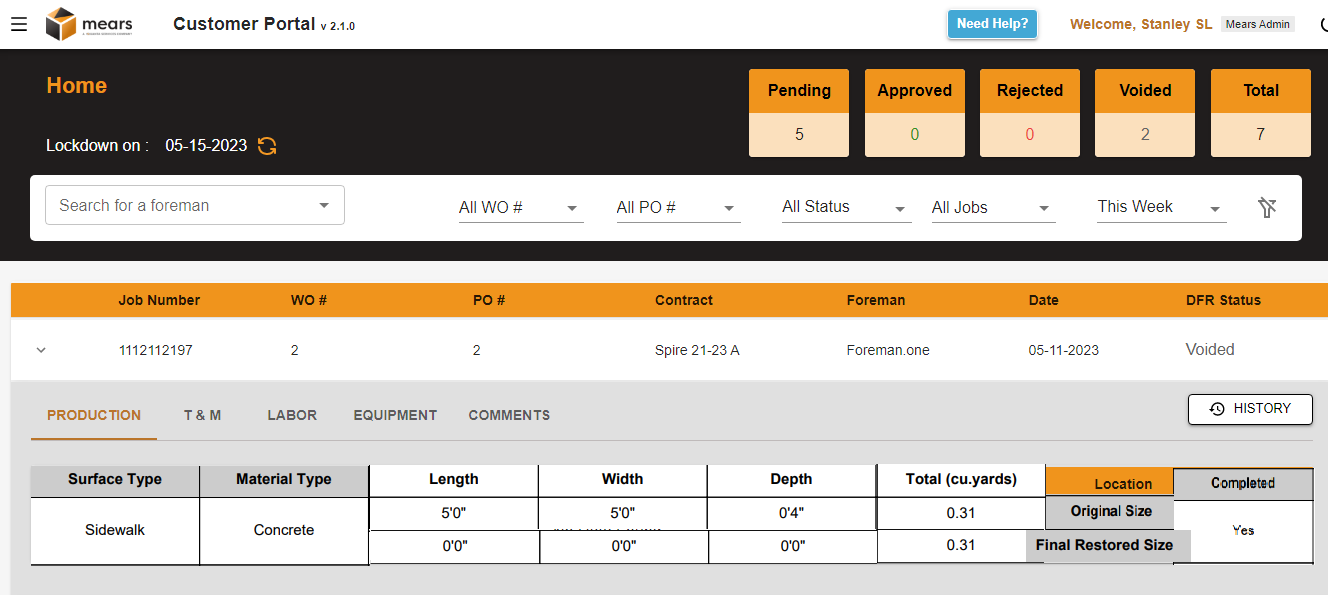 mears
Customer Portal v 2.1.0
Need Help?
Welcome, Stanley SL
Mears Admin
Home
Pending
Approved
Rejected
Voided
Total
5
0
0
2
7
Lockdown on : 05-15-2023
Search for a foreman
All WO #
All PO #
All Status
All Jobs
This Week
Job Number WO # PO # Contract Foreman Date DFR Status
1112112197 2 2 Spire 21-23 A Foreman.one 05-11-2023 Voided
PRODUCTION T & M LABOR EQUIPMENT COMMENTS
HISTORY
Surface Type Material Type Length Width Depth Total (cu.yards) Location Completed
Sidewalk Concrete 5'0" 5'0" 0'4" 0.31 Original Size Yes
0'0" 0'0" 0'0" 0.31 Final Restored Size